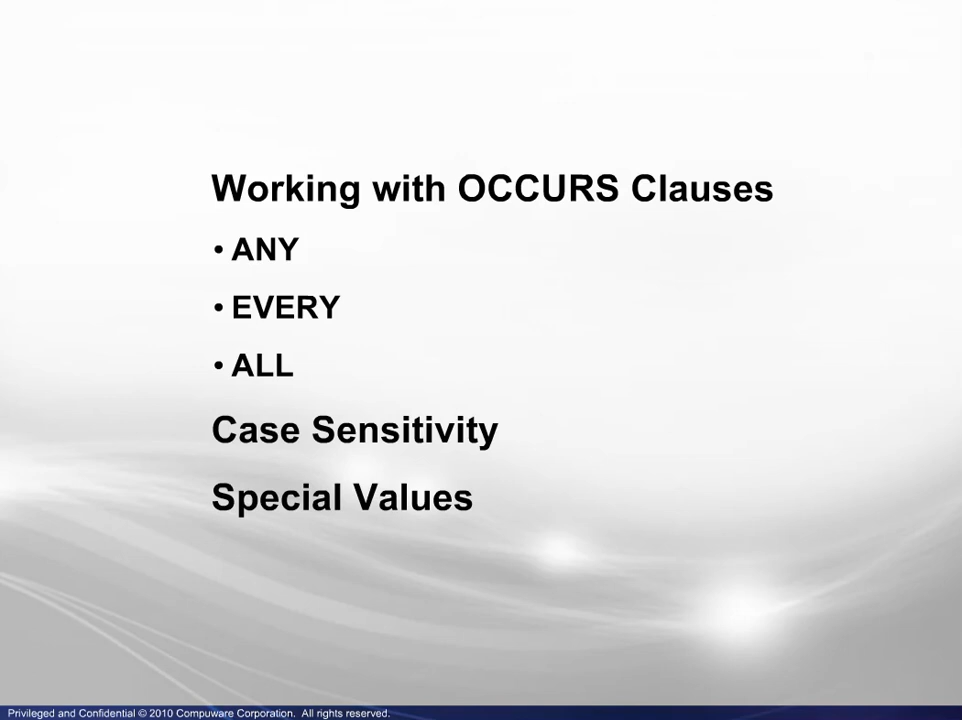 Working with OCCURS Clauses
• ANY
• EVERY
• ALL
Case Sensitivity
Special Values
Privileged and Confidential © 2010 Compuware Corporation. All rights reserved.